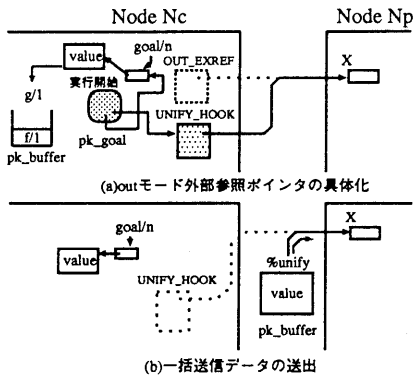 Node Nc
Node Np
goal/n
value
OUT_EXREF
X
g/1
実行開始
UNIFY_HOOK
f/1
pk_goal
pk_buffer
(a)outモード外部参照ポインタの具体化
X
goal/n
%unify
value
UNIFY_HOOK
value
pk_buffer
(b)一括送信データの送出